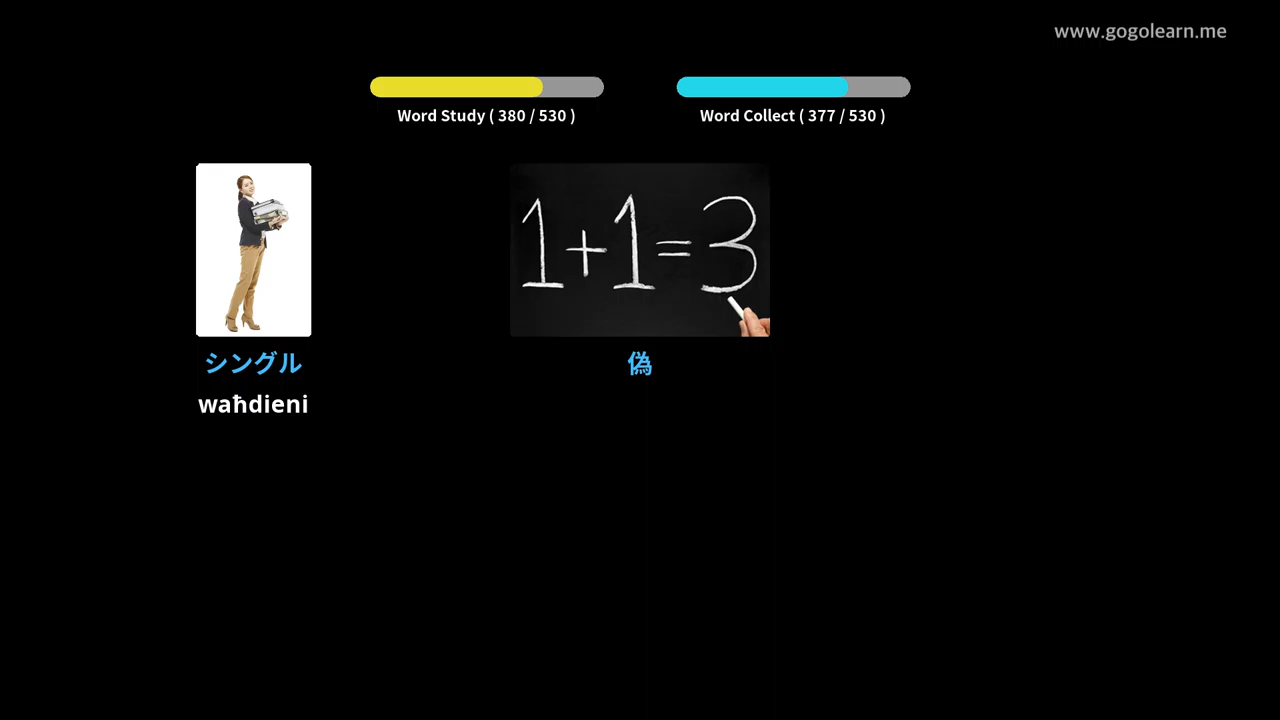 www.gogolearn.me
Word Study ( 380 / 530 )
Word Collect ( 377 / 530 )
1+1=3
シングル
偽
waħdieni